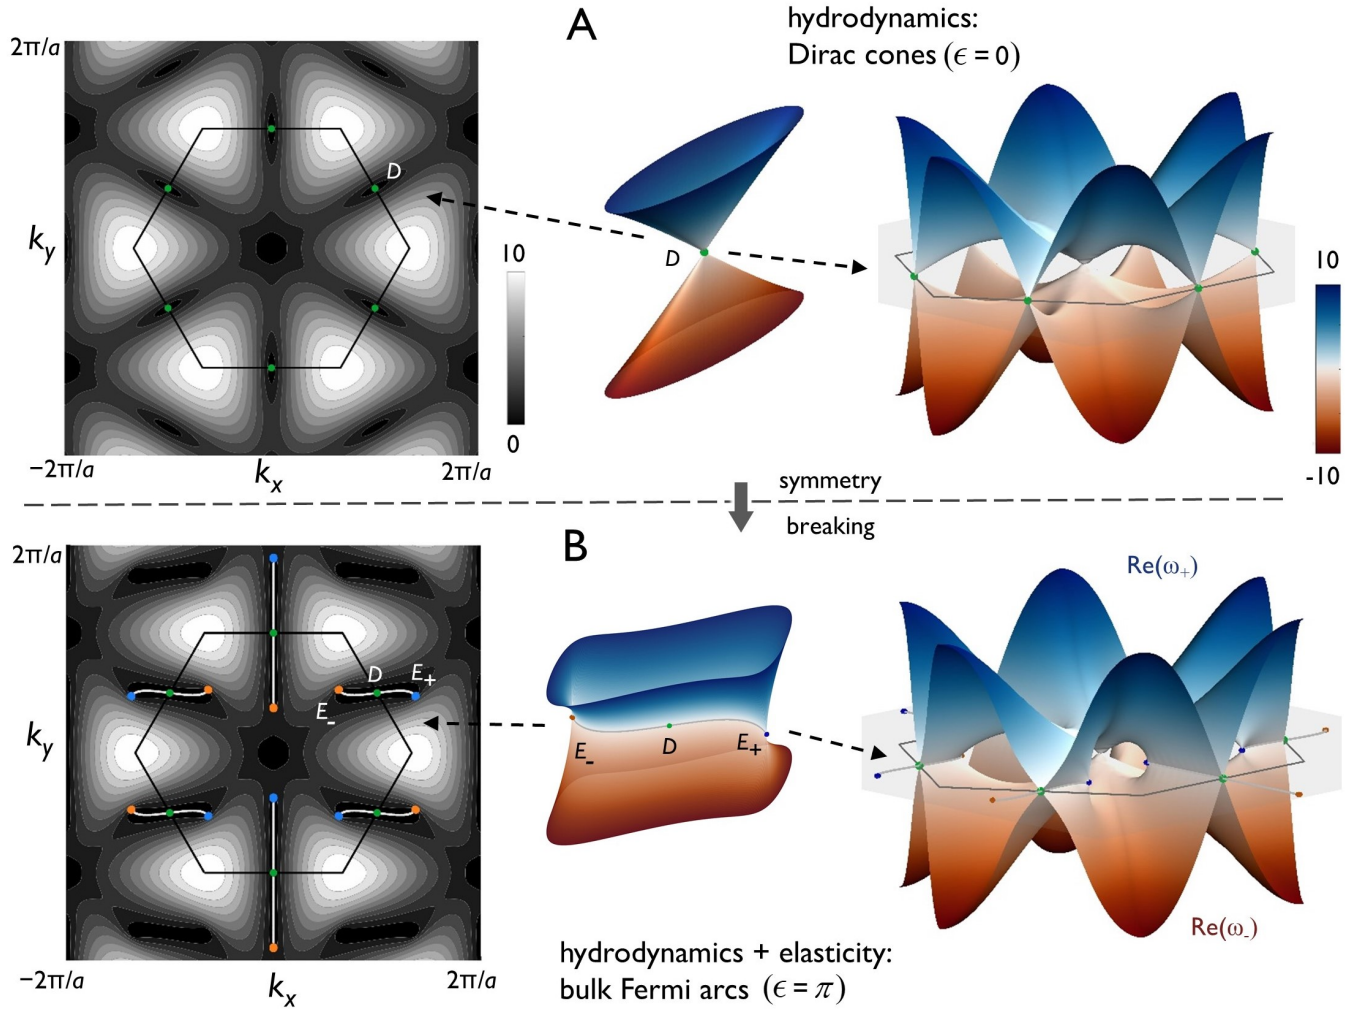 A
hydrodynamics:
Dirac cones (ϵ = 0)
2π/a
D
k_y
10
0
−2π/a
k_x
2π/a
D
10
-10
symmetry
breaking
B
2π/a
D
E₊
E₋
k_y
−2π/a
k_x
2π/a
E₋
D
E₊
Re(ω₊)
Re(ω₋)
hydrodynamics + elasticity:
bulk Fermi arcs (ϵ = π)